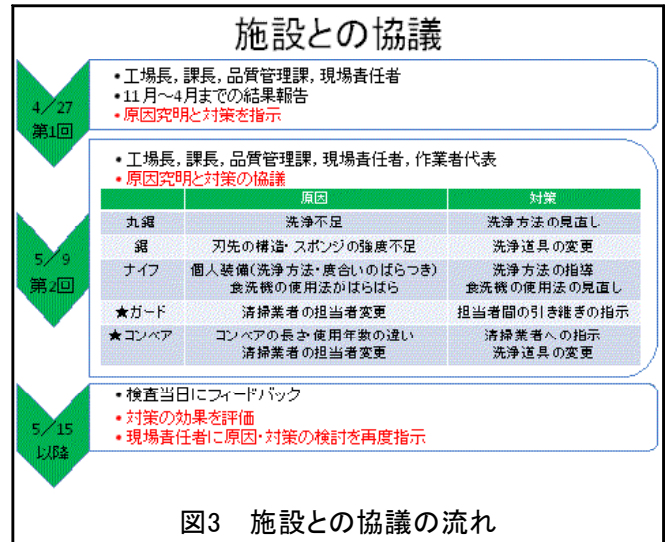 施設との協議
4/27
第1回
•工場長,課長,品質管理課,現場責任者
•11月～4月までの結果報告
•原因究明と対策を指示
5/9
第2回
•工場長,課長,品質管理課,現場責任者,作業者代表
•原因究明と対策の協議
原因 対策
丸鋸 洗浄不足 洗浄方法の見直し
鋸 刃先の構造・スポンジの強度不足 洗浄道具の変更
ナイフ 個人装備(洗浄方法・度合いのばらつき) 洗浄方法の指導
食洗機の使用法がばらばら 食洗機の使用法の見直し
★ガード 清掃業者の担当者変更 担当者間の引き継ぎの指示
★コンベア コンベアの長さ・使用年数の違い 清掃業者への指示
清掃業者の担当者変更 洗浄道具の変更
5/15
以降
•検査当日にフィードバック
•対策の効果を評価
•現場責任者に原因・対策の検討を再度指示
図3 施設との協議の流れ